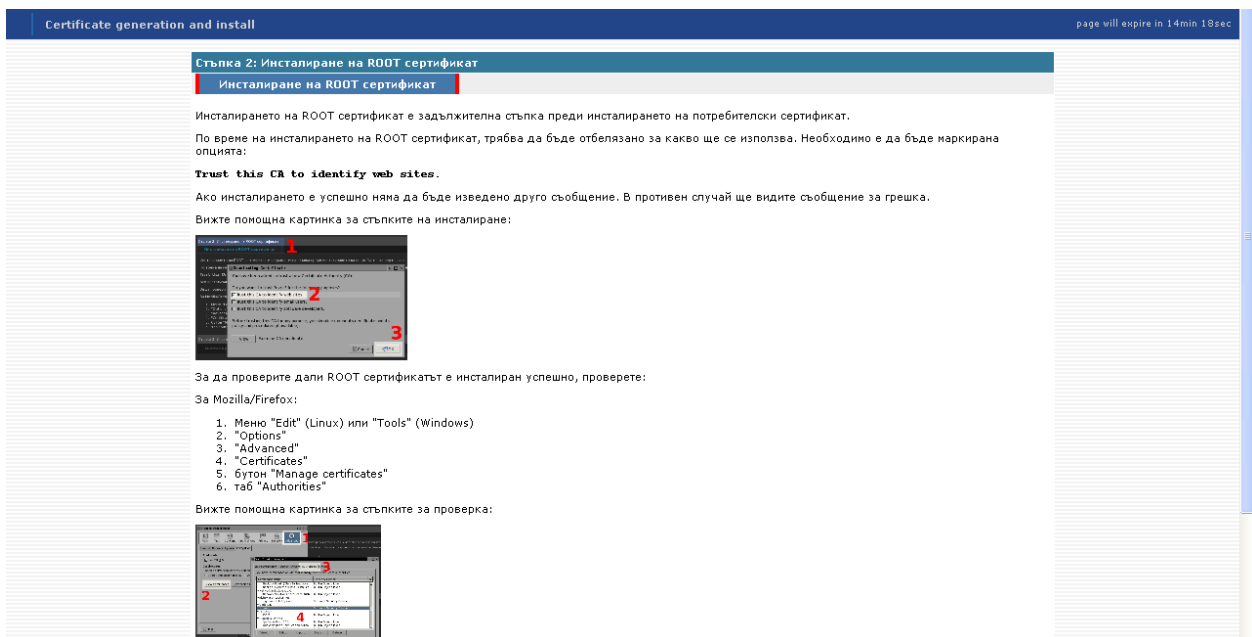 Certificate generation and install
page will expire in 14min 18sec
Стъпка 2: Инсталиране на ROOT сертификат
Инсталиране на ROOT сертификат
Инсталирането на ROOT сертификат е задължителна стъпка преди инсталирането на потребителски сертификат.
По време на инсталирането на ROOT сертификат, трябва да бъде отбелязано за какво ще се използва. Необходимо е да бъде маркирана
опцията:
Trust this CA to identify web sites.
Ако инсталирането е успешно няма да бъде изведено друго съобщение. В противен случай ще видите съобщение за грешка.
Вижте помощна картинка за стъпките на инсталиране:
1
2
3
За да проверите дали ROOT сертификатът е инсталиран успешно, проверете:
За Mozilla/Firefox:
1. Меню "Edit" (Linux) или "Tools" (Windows)
2. "Options"
3. "Advanced"
4. "Certificates"
5. бутон "Manage certificates"
6. таб "Authorities"
Вижте помощна картинка за стъпките за проверка:
1
3
2
4